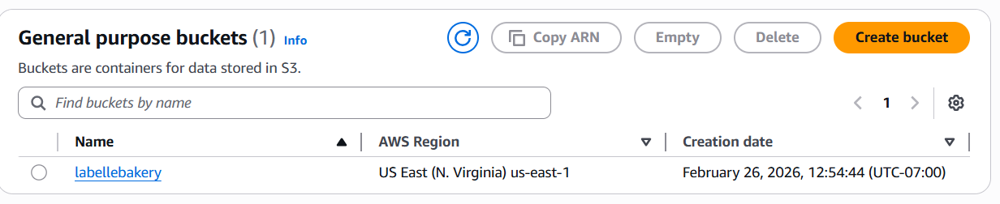 General purpose buckets (1) Info
Copy ARN
Empty
Delete
Create bucket
Buckets are containers for data stored in S3.
Find buckets by name
1
Name
AWS Region
Creation date
labellebakery
US East (N. Virginia) us-east-1
February 26, 2026, 12:54:44 (UTC-07:00)